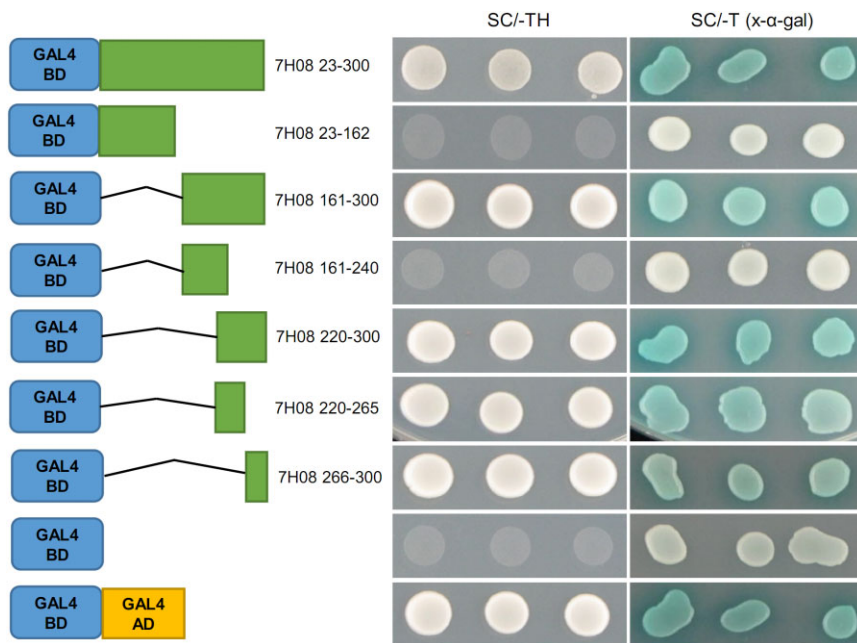 SC/-TH SC/-T (x-α-gal)
GAL4
BD
7H08 23-300
GAL4
BD
7H08 23-162
GAL4
BD
7H08 161-300
GAL4
BD
7H08 161-240
GAL4
BD
7H08 220-300
GAL4
BD
7H08 220-265
GAL4
BD
7H08 266-300
GAL4
BD
GAL4 GAL4
BD AD